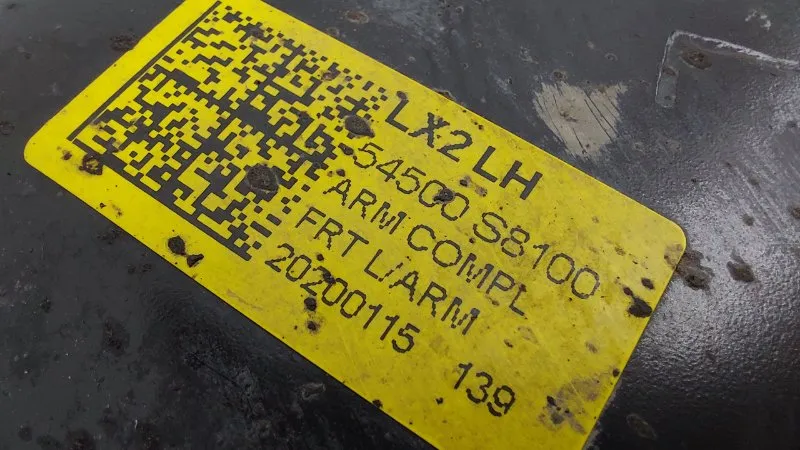 LX2 LH
54500 S8100
ARM COMPL
FRT L/ARM
20200115 139